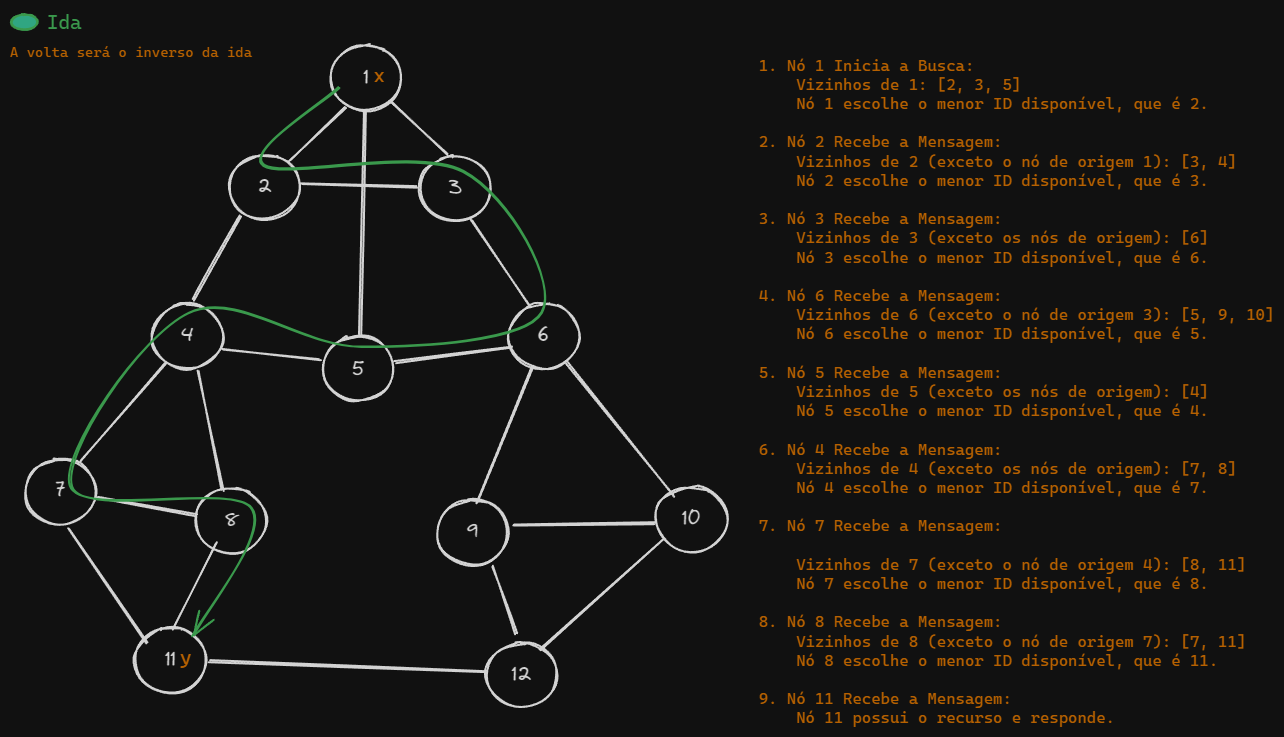 Ida
A volta será o inverso da ida
1 x
2
3
4
5
6
7
8
9
10
11 y
12
1. Nó 1 Inicia a Busca:
Vizinhos de 1: [2, 3, 5]
Nó 1 escolhe o menor ID disponível, que é 2.
2. Nó 2 Recebe a Mensagem:
Vizinhos de 2 (exceto o nó de origem 1): [3, 4]
Nó 2 escolhe o menor ID disponível, que é 3.
3. Nó 3 Recebe a Mensagem:
Vizinhos de 3 (exceto os nós de origem): [6]
Nó 3 escolhe o menor ID disponível, que é 6.
4. Nó 6 Recebe a Mensagem:
Vizinhos de 6 (exceto o nó de origem 3): [5, 9, 10]
Nó 6 escolhe o menor ID disponível, que é 5.
5. Nó 5 Recebe a Mensagem:
Vizinhos de 5 (exceto os nós de origem): [4]
Nó 5 escolhe o menor ID disponível, que é 4.
6. Nó 4 Recebe a Mensagem:
Vizinhos de 4 (exceto os nós de origem): [7, 8]
Nó 4 escolhe o menor ID disponível, que é 7.
7. Nó 7 Recebe a Mensagem:
Vizinhos de 7 (exceto o nó de origem 4): [8, 11]
Nó 7 escolhe o menor ID disponível, que é 8.
8. Nó 8 Recebe a Mensagem:
Vizinhos de 8 (exceto o nó de origem 7): [7, 11]
Nó 8 escolhe o menor ID disponível, que é 11.
9. Nó 11 Recebe a Mensagem:
Nó 11 possui o recurso e responde.